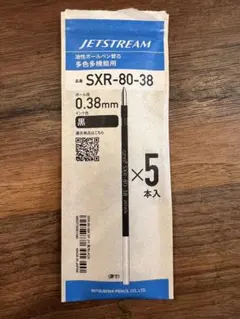 JETSTREAM
油性ボールペン替芯
多色多機能用
品番 SXR-80-38
ボール径
0.38mm
インク色
黒
×5
本入
MITSUBISHI PENCIL CO., LTD.